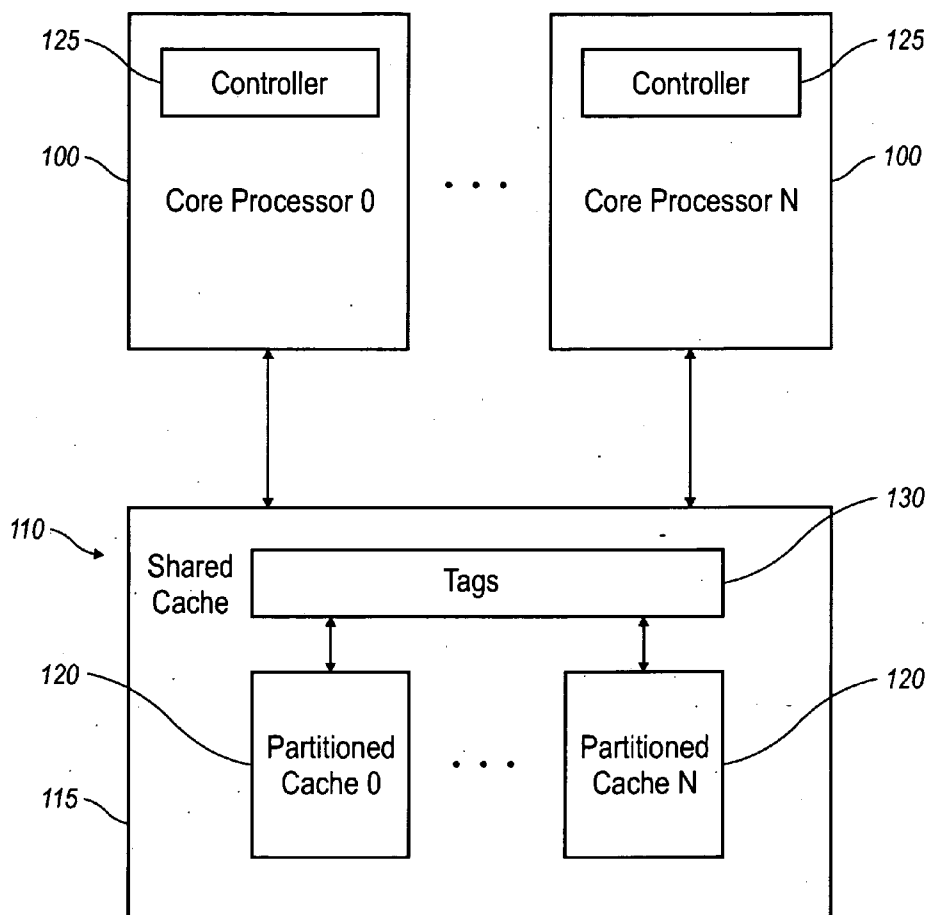 125
Controller
Controller
125
100
Core Processor 0
• • •
Core Processor N
100
110
Shared
Cache
Tags
130
120
Partitioned
Cache 0
• • •
Partitioned
Cache N
120
115